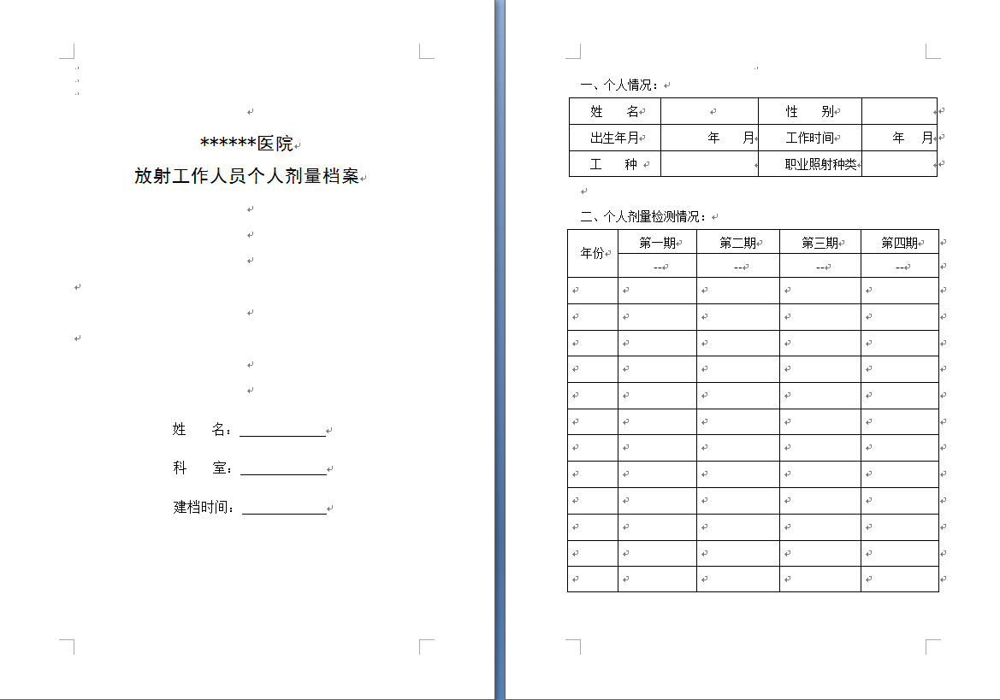 ******医院
放射工作人员个人剂量档案
姓 名：____________
科 室：____________
建档时间：____________
一、个人情况：
姓 名 性 别
出生年月 年 月 工作时间 年 月
工 种 职业照射种类
二、个人剂量检测情况：
年份 第一期 第二期 第三期 第四期
-- -- -- --